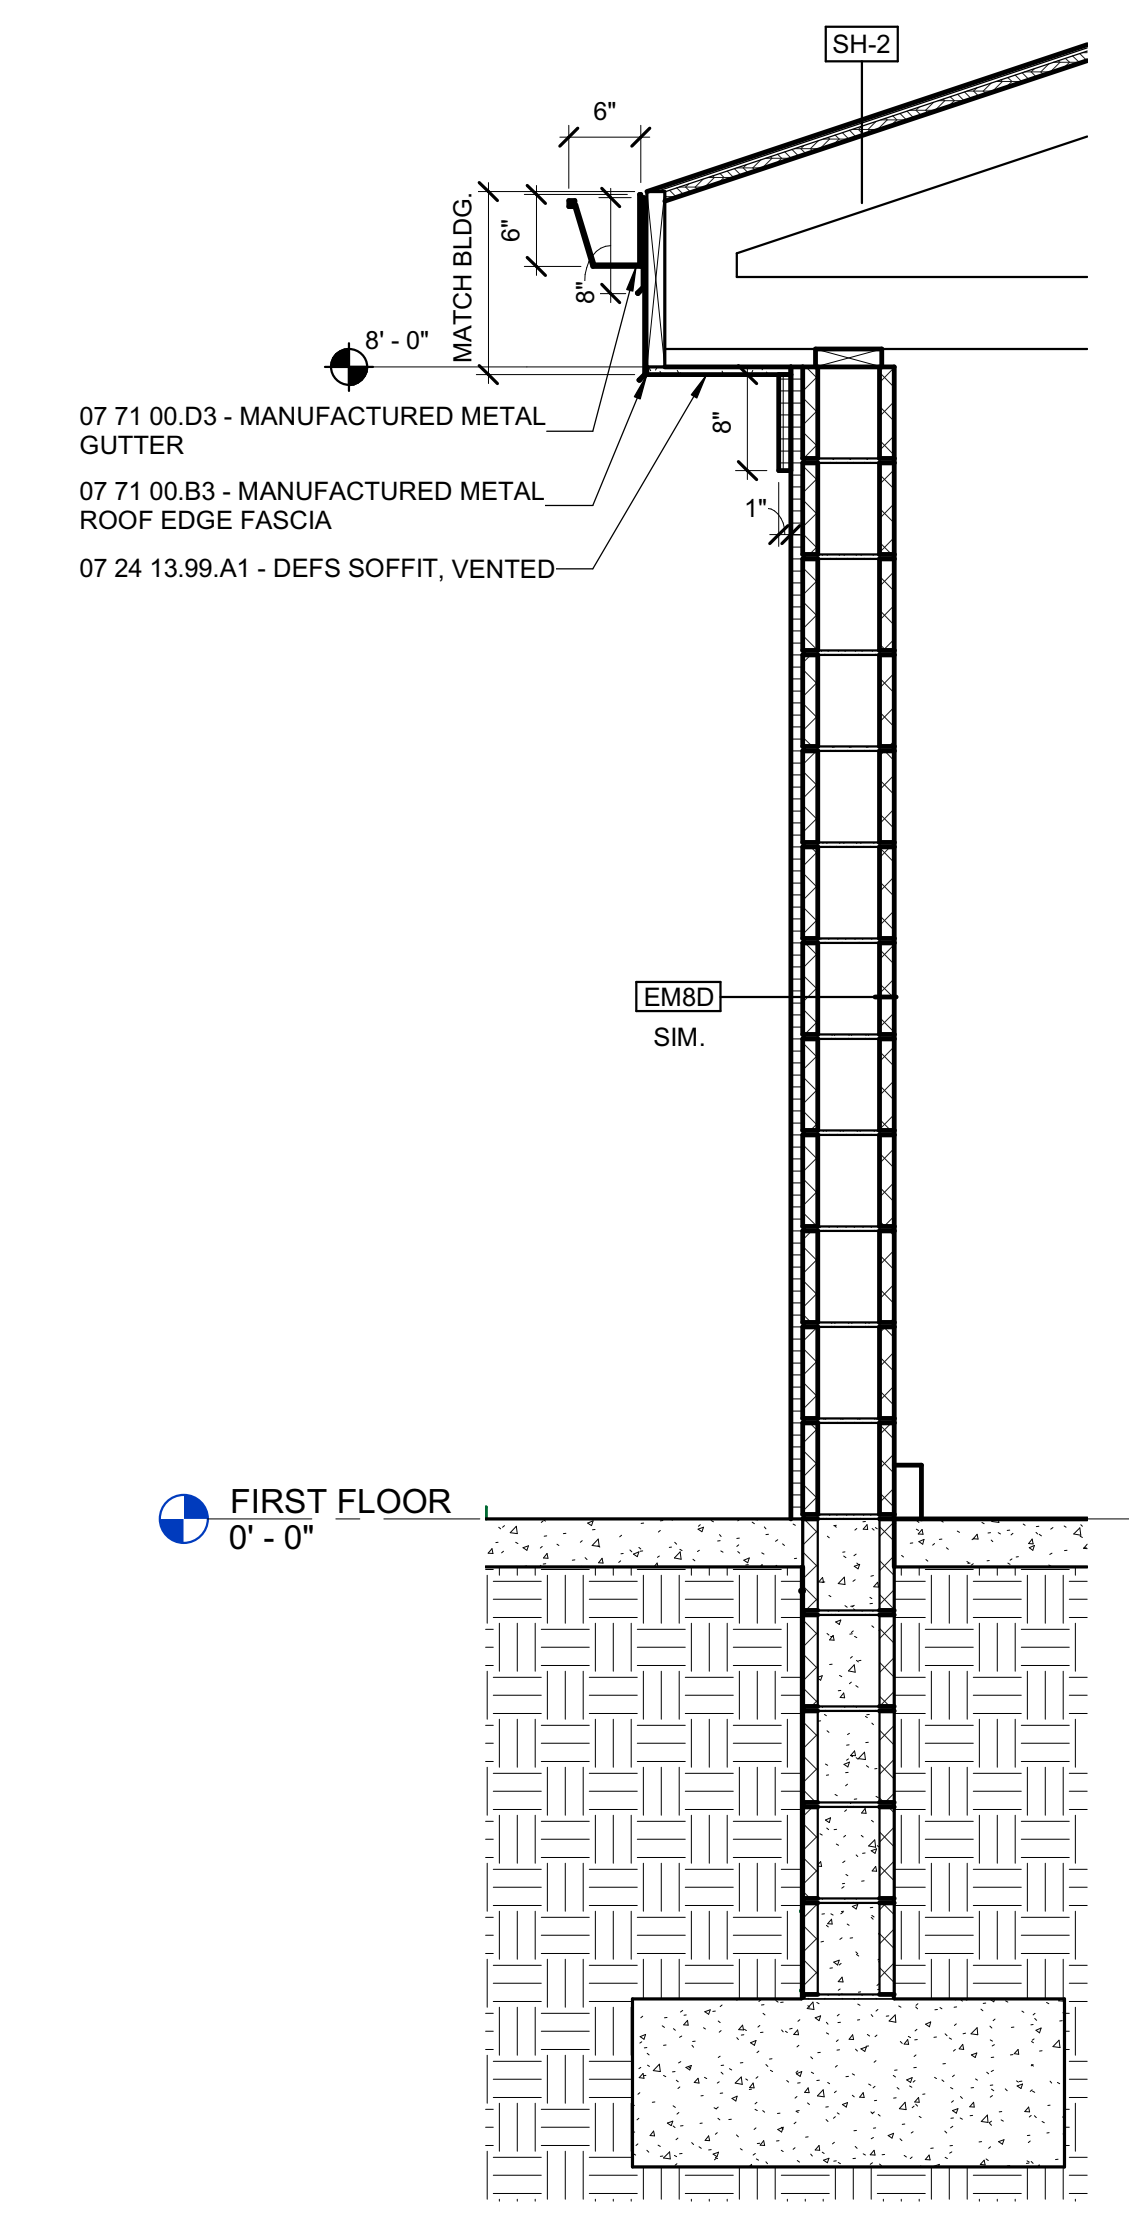 SH-2
6"
6"
8"
MATCH BLDG.
8' - 0"
07 71 00.D3 - MANUFACTURED METAL
GUTTER
8"
07 71 00.B3 - MANUFACTURED METAL
ROOF EDGE FASCIA
1"
07 24 13.99.A1 - DEFS SOFFIT, VENTED
EM8D
SIM.
FIRST FLOOR
0' - 0"